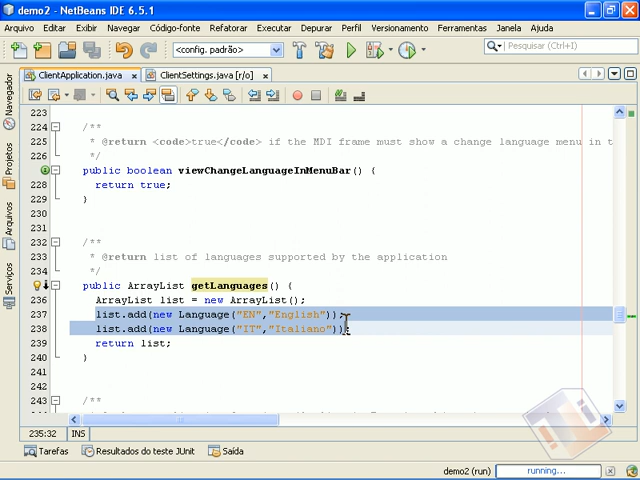 demo2 - NetBeans IDE 6.5.1
Arquivo Editar Exibir Navegar Código-fonte Refatorar Executar Depurar Perfil Versionamento Ferramentas Janela Ajuda
<config. padrão> Pesquisar (Ctrl+I)
ClientApplication.java ClientSettings.java [r/o]
Navegador
Projetos
Arquivos
Serviços
223
224 /**
225 * @return <code>true</code> if the MDI frame must show a change language menu in t
226 */
public boolean viewChangeLanguageInMenuBar() {
228 return true;
229 }
230
231
232 /**
233 * @return list of languages supported by the application
234 */
public ArrayList getLanguages() {
236 ArrayList list = new ArrayList();
237 list.add(new Language("EN","English"));
238 list.add(new Language("IT","Italiano"));
239 return list;
240 }
241
242
243 /**
235:32 INS
Tarefas Resultados do teste JUnit Saída
demo2 (run) running...